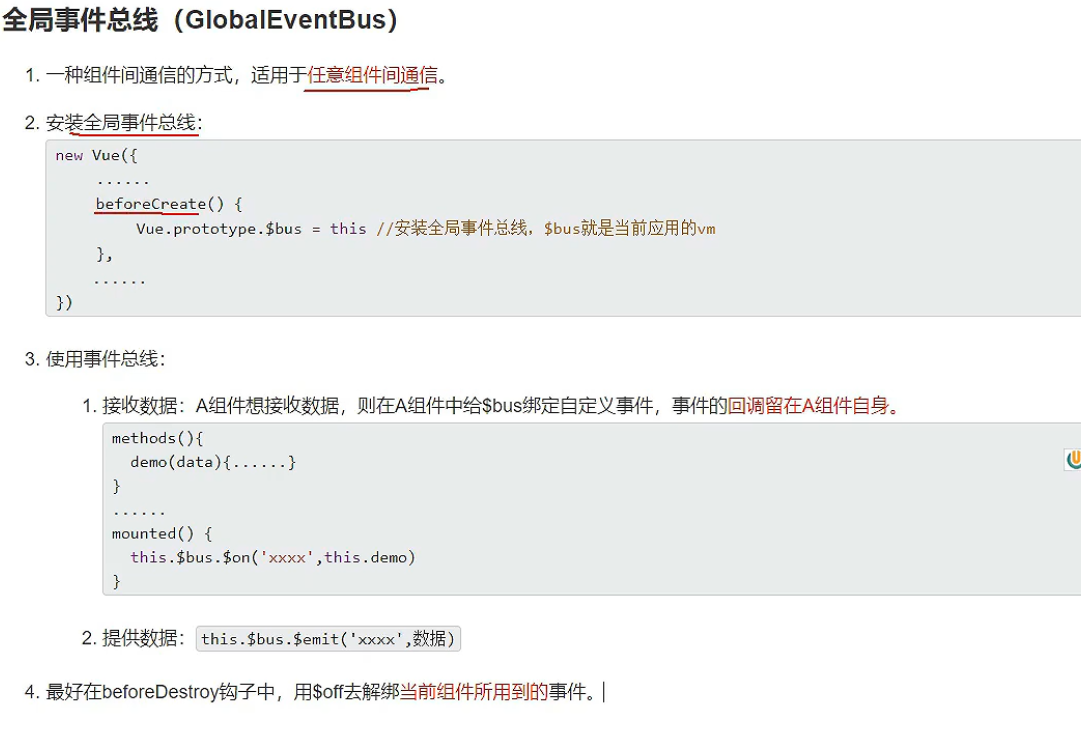 全局事件总线（GlobalEventBus）
1. 一种组件间通信的方式，适用于任意组件间通信。
2. 安装全局事件总线：
new Vue({
......
beforeCreate() {
Vue.prototype.$bus = this //安装全局事件总线，$bus就是当前应用的vm
},
......
})
3. 使用事件总线：
1. 接收数据：A组件想接收数据，则在A组件中给$bus绑定自定义事件，事件的回调留在A组件自身。
methods(){
demo(data){......}
}
......
mounted() {
this.$bus.$on('xxxx',this.demo)
}
2. 提供数据：this.$bus.$emit('xxxx',数据)
4. 最好在beforeDestroy钩子中，用$off去解绑当前组件所用到的事件。